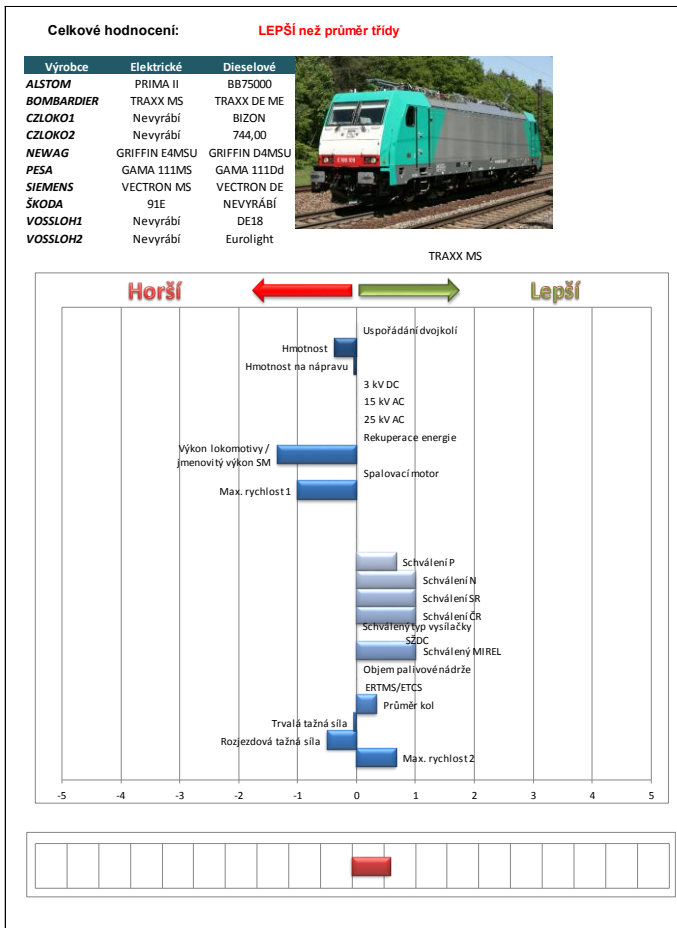 Celkové hodnocení: LEPŠÍ než průměr třídy
Výrobce Elektrické Dieselové
ALSTOM PRIMA II BB75000
BOMBARDIER TRAXX MS TRAXX DE ME
CZLOKO1 Nevyrábí BIZON
CZLOKO2 Nevyrábí 744,00
NEWAG GRIFFIN E4MSU GRIFFIN D4MSU
PESA GAMA 111MS GAMA 111Dd
SIEMENS VECTRON MS VECTRON DE
ŠKODA 91E NEVYRÁBÍ
VOSSLOH1 Nevyrábí DE18
VOSSLOH2 Nevyrábí Eurolight
TRAXX MS
Horší Lepší
Uspořádání dvojkolí
Hmotnost
Hmotnost na nápravu
3 kV DC
15 kV AC
25 kV AC
Rekuperace energie
Výkon lokomotivy /
jmenovitý výkon SM
Spalovací motor
Max. rychlost 1
Schválení P
Schválení N
Schválení SR
Schválení ČR
Schválený typ vysílačky
SŽDC
Schválený MIREL
Objem palivové nádrže
ERTMS/ETCS
Průměr kol
Trvalá tažná síla
Rozjezdová tažná síla
Max. rychlost 2
-5 -4 -3 -2 -1 0 1 2 3 4 5